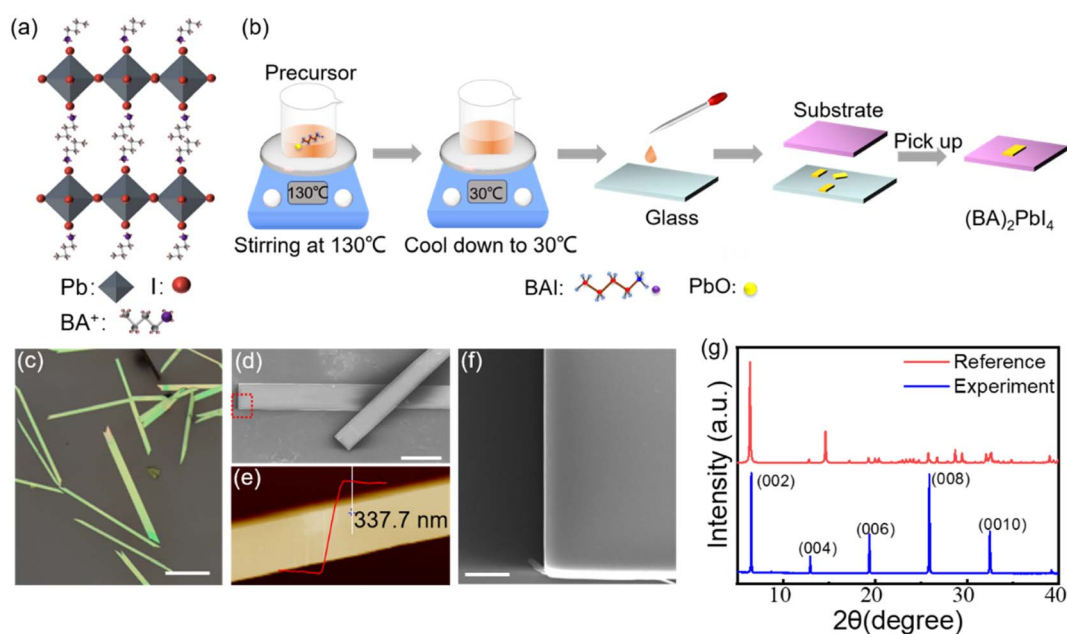 (a)
Pb: I:
BA⁺:
(b)
Precursor
130℃
Stirring at 130℃
30℃
Cool down to 30℃
Glass
Substrate
Pick up
(BA)₂PbI₄
BAI: PbO:
(c)
(d)
(e)
337.7 nm
(f)
(g)
Reference
Experiment
Intensity (a.u.)
(002)
(004)
(006)
(008)
(0010)
10 20 30 40
2θ(degree)